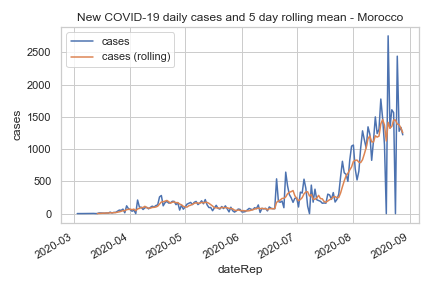 New COVID-19 daily cases and 5 day rolling mean - Morocco
cases
cases (rolling)
2500
2000
1500
1000
500
0
cases
2020-03
2020-04
2020-05
2020-06
2020-07
2020-08
2020-09
dateRep